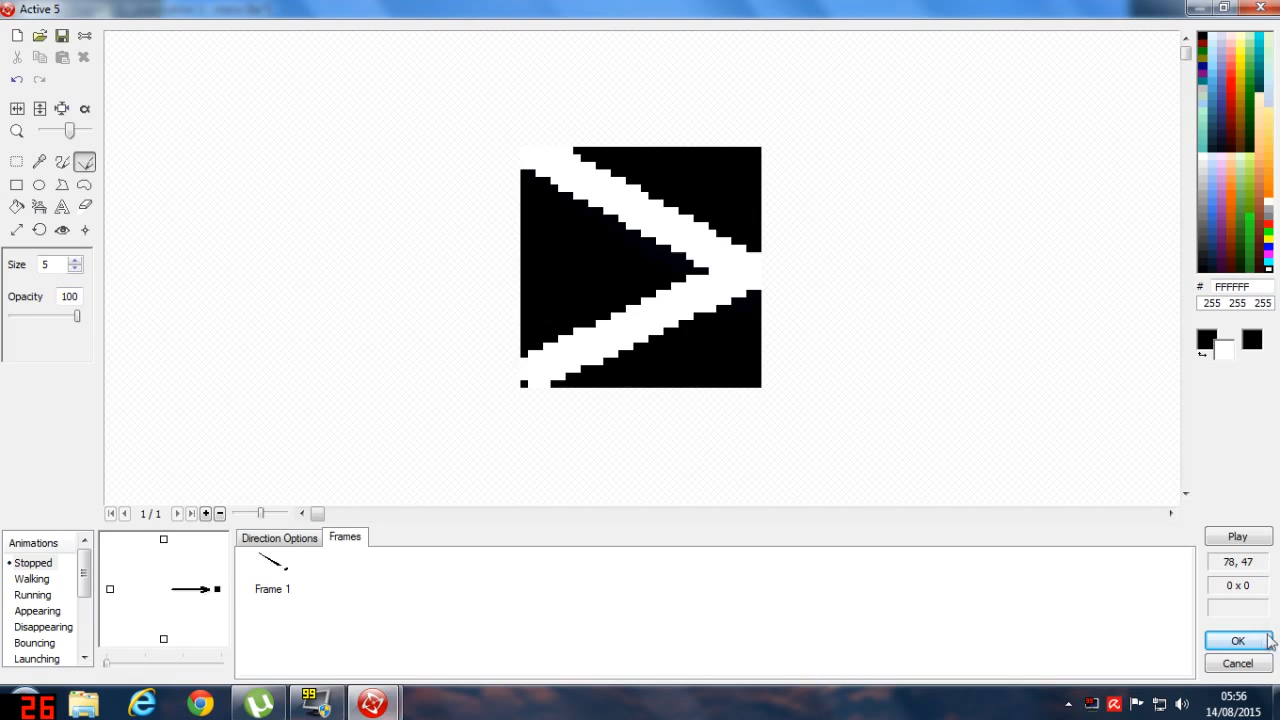 Active 5
Size 5
Opacity 100
# FFFFFF
255 255 255
1 / 1
Animations
Stopped
Walking
Running
Appearing
Disappearing
Bouncing
Launching
Direction Options Frames
Frame 1
Play
78, 47
0 x 0
OK
Cancel
26
99
05:56
14/08/2015